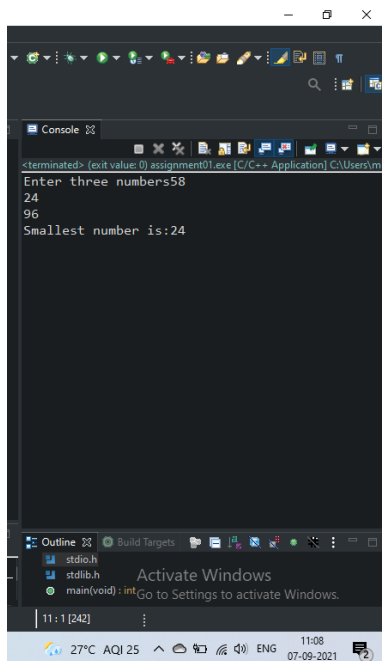 Console
<terminated> (exit value: 0) assignment01.exe [C/C++ Application] C:\Users\m
Enter three numbers58
24
96
Smallest number is:24
Outline
Build Targets
stdio.h
stdlib.h
main(void) : int
Activate Windows
Go to Settings to activate Windows.
11 : 1 [242]
27°C AQI 25
ENG
11:08
07-09-2021
2